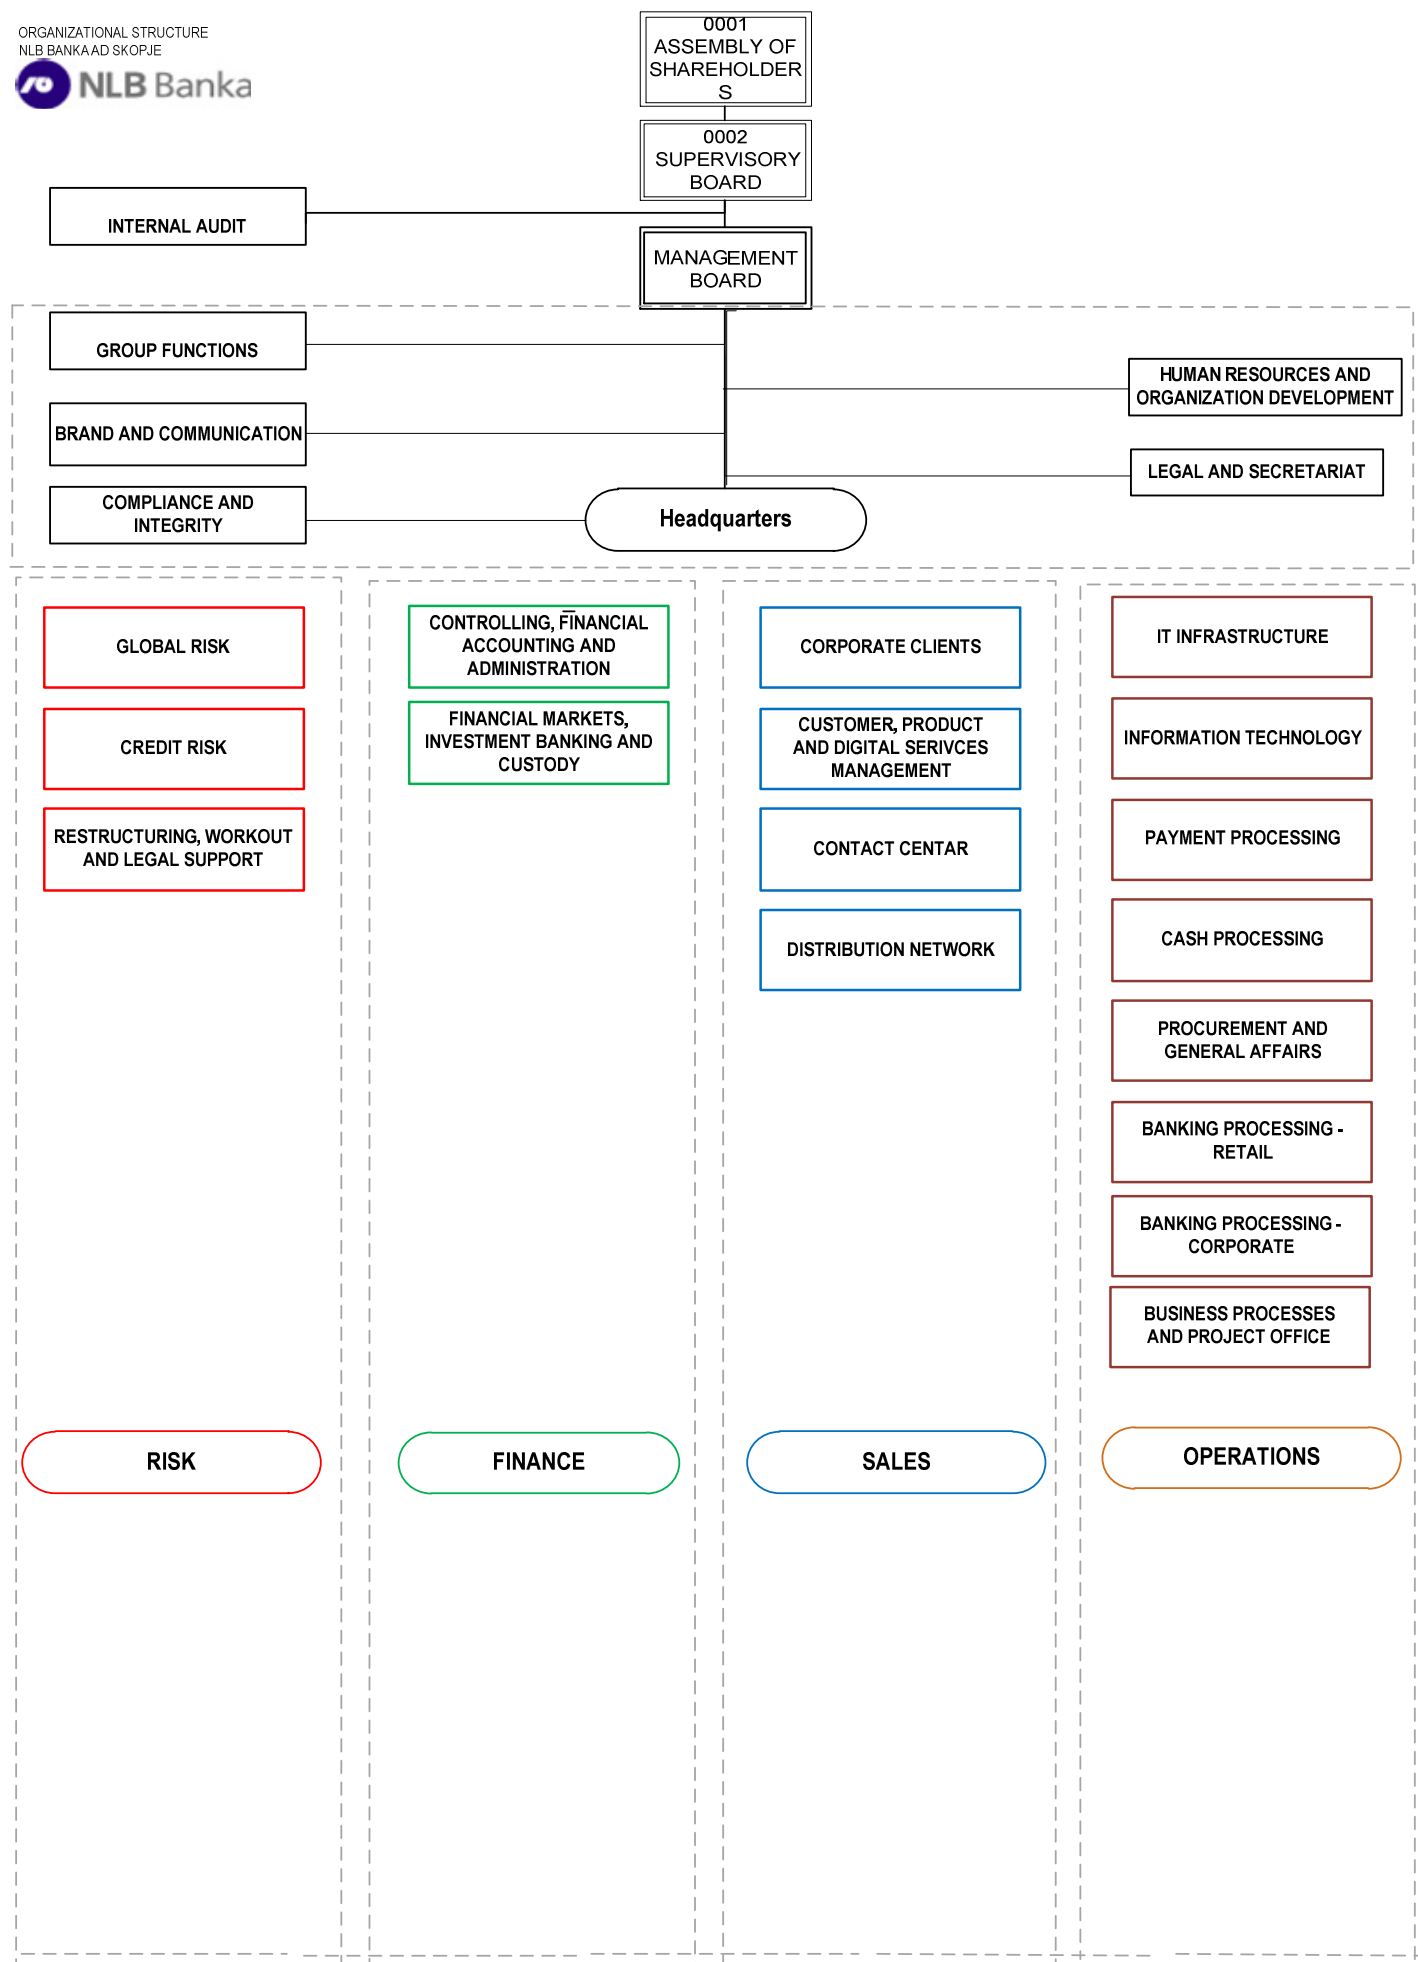 ORGANIZATIONAL STRUCTURE
NLB BANKA AD SKOPJE
NLB Banka
0001
ASSEMBLY OF
SHAREHOLDER
S
0002
SUPERVISORY
BOARD
INTERNAL AUDIT
MANAGEMENT
BOARD
GROUP FUNCTIONS
HUMAN RESOURCES AND
ORGANIZATION DEVELOPMENT
BRAND AND COMMUNICATION
LEGAL AND SECRETARIAT
COMPLIANCE AND
INTEGRITY
Headquarters
GLOBAL RISK
CREDIT RISK
RESTRUCTURING, WORKOUT
AND LEGAL SUPPORT
RISK
CONTROLLING, FINANCIAL
ACCOUNTING AND
ADMINISTRATION
FINANCIAL MARKETS,
INVESTMENT BANKING AND
CUSTODY
FINANCE
CORPORATE CLIENTS
CUSTOMER, PRODUCT
AND DIGITAL SERIVCES
MANAGEMENT
CONTACT CENTAR
DISTRIBUTION NETWORK
SALES
IT INFRASTRUCTURE
INFORMATION TECHNOLOGY
PAYMENT PROCESSING
CASH PROCESSING
PROCUREMENT AND
GENERAL AFFAIRS
BANKING PROCESSING -
RETAIL
BANKING PROCESSING -
CORPORATE
BUSINESS PROCESSES
AND PROJECT OFFICE
OPERATIONS